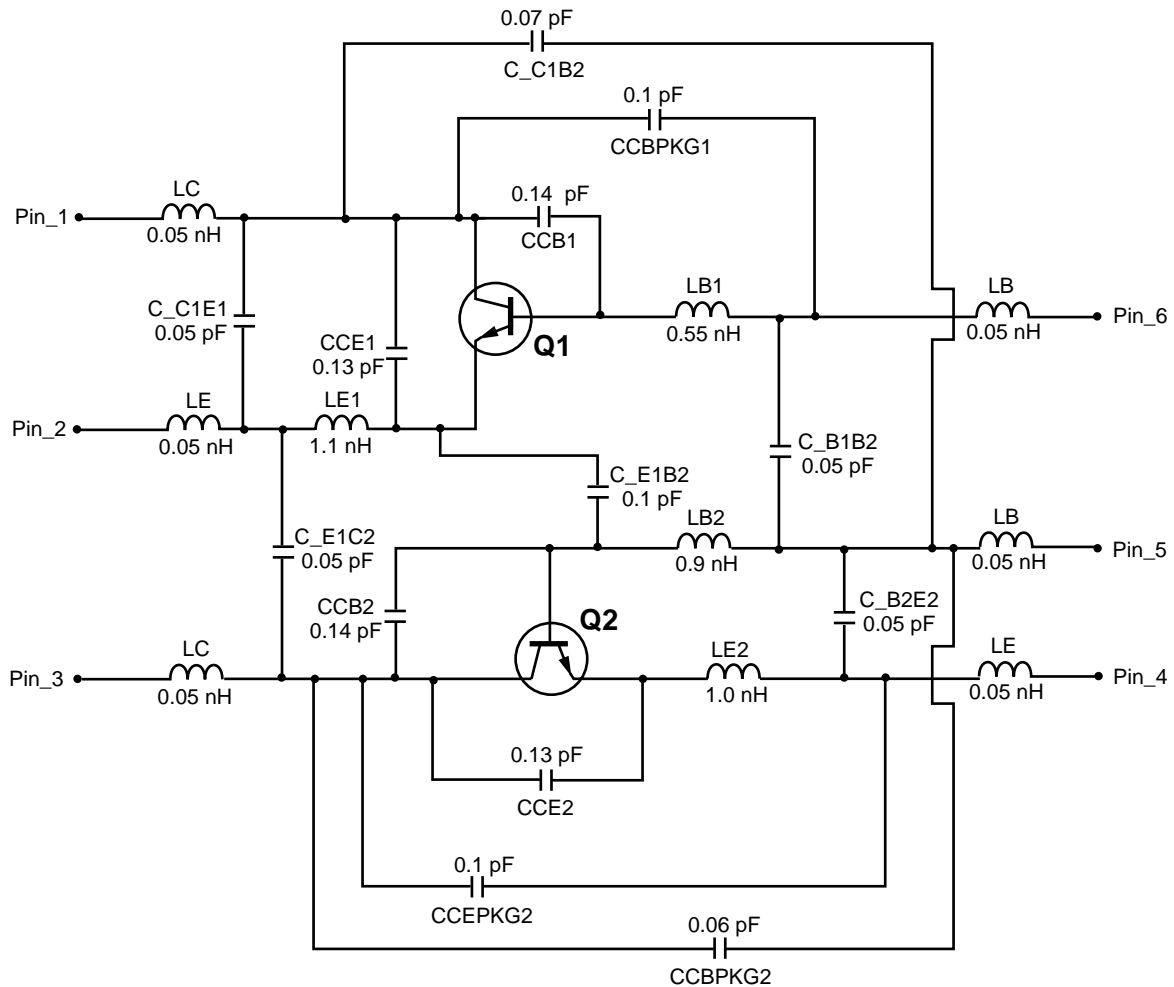 0.07 pF
C_C1B2
0.1 pF
CCBPKG1
LC
0.14 pF
Pin_1
0.05 nH
CCB1
C_C1E1
0.05 pF
LB1
LB
CCE1
0.13 pF
Q1
0.55 nH
0.05 nH
Pin_6
LE
LE1
Pin_2
0.05 nH
1.1 nH
C_B1B2
0.05 pF
C_E1B2
0.1 pF
C_E1C2
0.05 pF
LB2
LB
0.9 nH
0.05 nH
Pin_5
CCB2
0.14 pF
Q2
C_B2E2
0.05 pF
LC
LE2
LE
Pin_3
0.05 nH
1.0 nH
0.05 nH
Pin_4
0.13 pF
CCE2
0.1 pF
CCEPKG2
0.06 pF
CCBPKG2